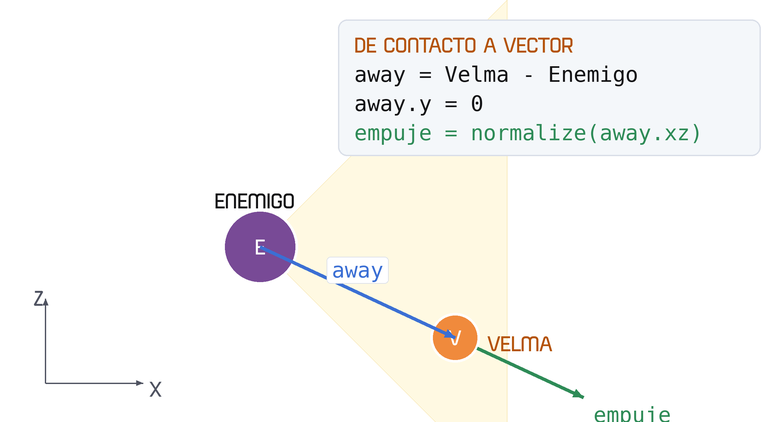 DE CONTACTO A VECTOR
away = Velma - Enemigo
away.y = 0
empuje = normalize(away.xz)
ENEMIGO
E
away
V
VELMA
Z
X
empuje